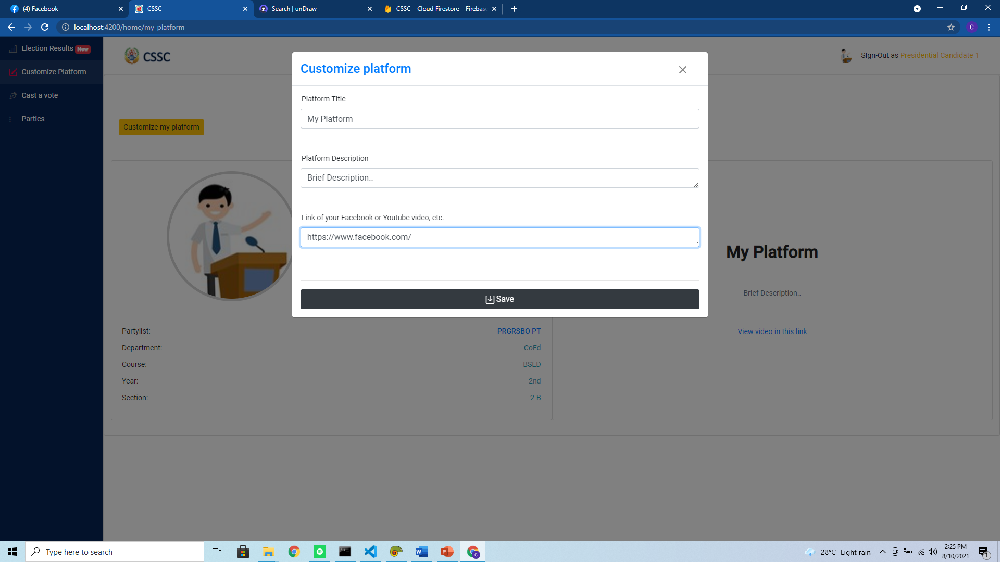 (4) Facebook
CSSC
Search | unDraw
CSSC – Cloud Firestore – Firebase
localhost:4200/home/my-platform
C
Election Results New
Customize Platform
Cast a vote
Parties
CSSC
SIgn-Out as Presidential Candidate 1
Customize my platform
Customize platform
Platform Title
My Platform
Platform Description
Brief Description..
Link of your Facebook or Youtube video, etc.
https://www.facebook.com/
Save
My Platform
Brief Description..
View video in this link
Partylist: PRGRSBO PT
Department: CoEd
Course: BSED
Year: 2nd
Section: 2-B
Type here to search
28°C Light rain
2:25 PM
8/10/2021
1